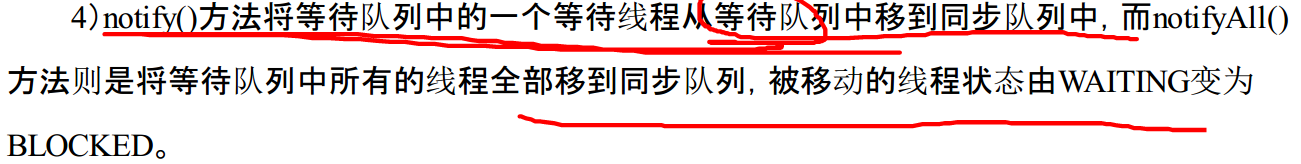 4)notify()方法将等待队列中的一个等待线程从等待队列中移到同步队列中,而notifyAll()
方法则是将等待队列中所有的线程全部移到同步队列,被移动的线程状态由WAITING变为
BLOCKED。